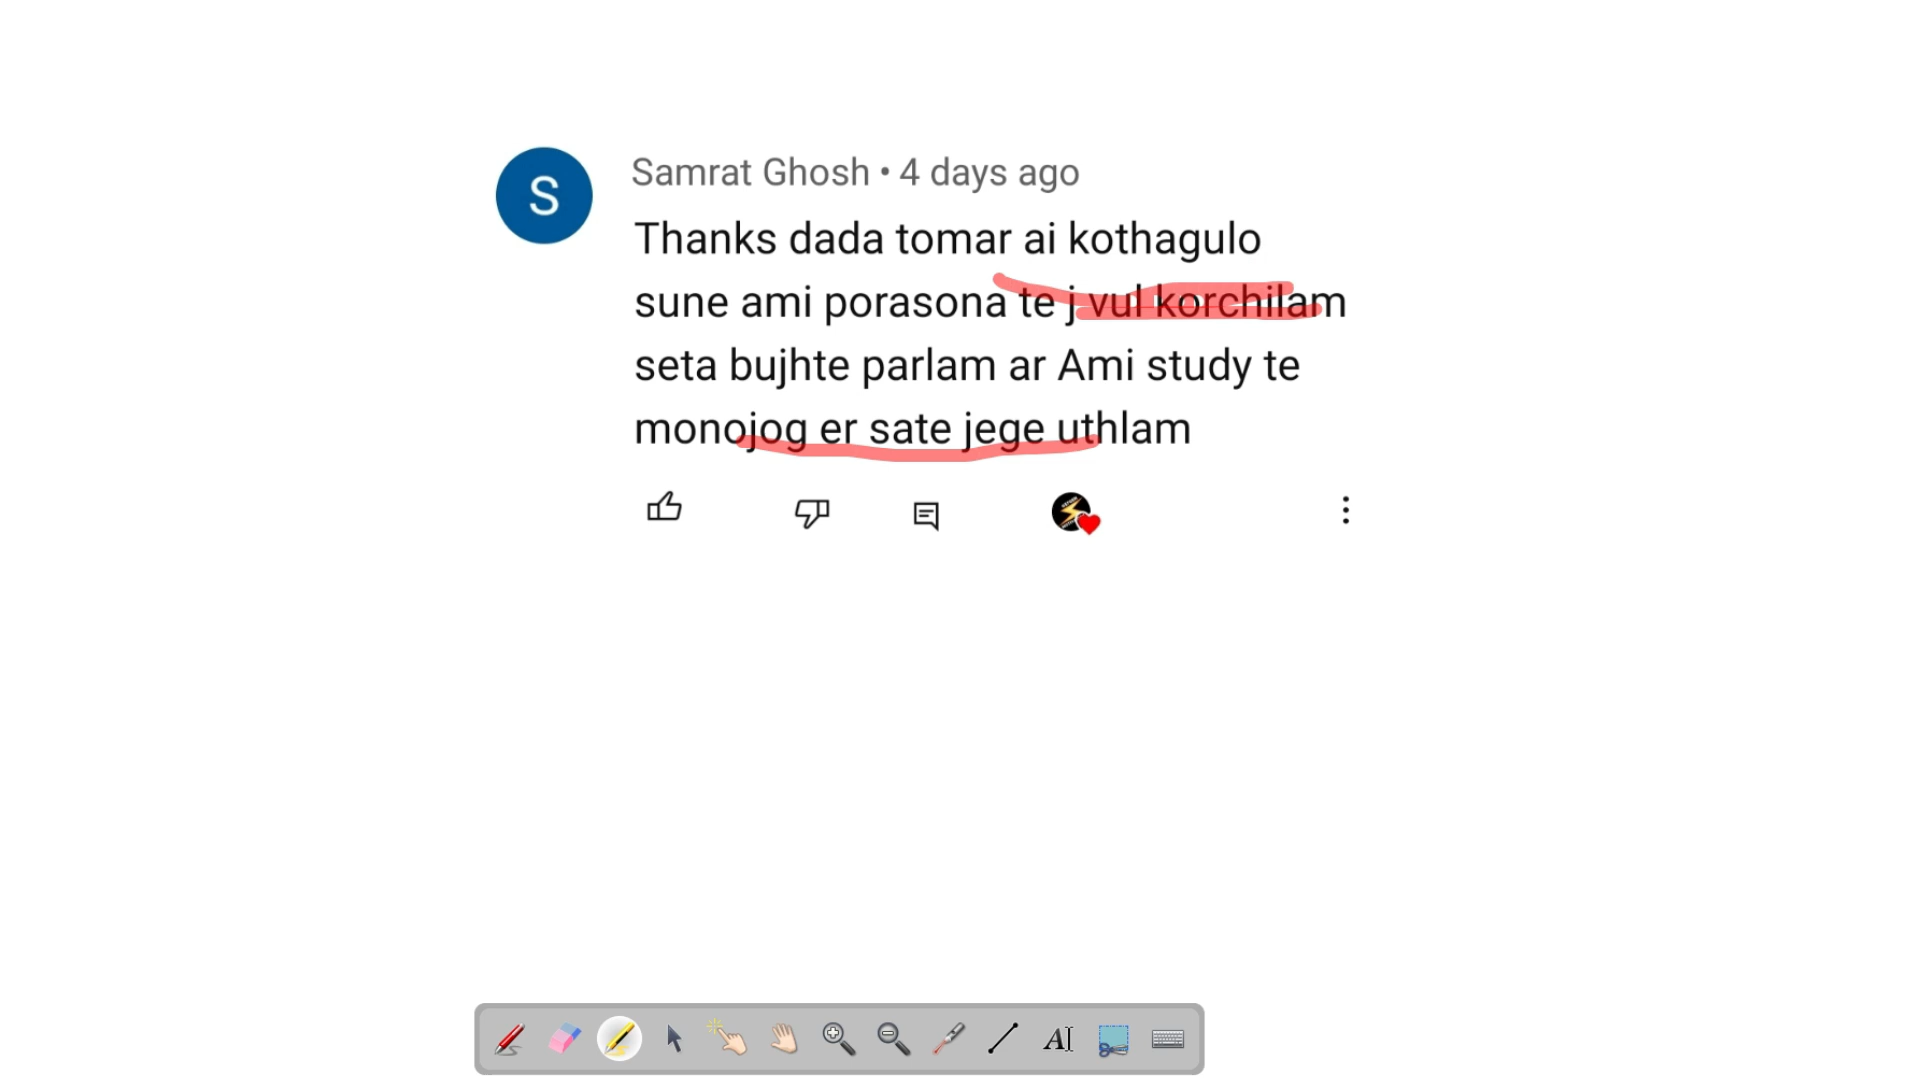 Samrat Ghosh • 4 days ago
S
Thanks dada tomar ai kothagulo
sune ami porasona te j vul korchilam
seta bujhte parlam ar Ami study te
monojog er sate jege uthlam